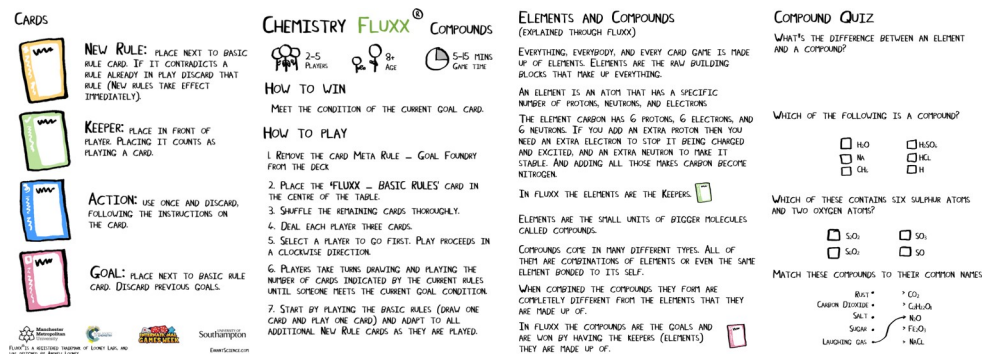 CARDS
NEW RULE: PLACE NEXT TO BASIC
RULE CARD. IF IT CONTRADICTS A
RULE ALREADY IN PLAY DISCARD THAT
RULE (NEW RULES TAKE EFFECT
IMMEDIATELY).
KEEPER: PLACE IN FRONT OF
PLAYER. PLACING IT COUNTS AS
PLAYING A CARD.
ACTION: USE ONCE AND DISCARD,
FOLLOWING THE INSTRUCTIONS ON
THE CARD.
GOAL: PLACE NEXT TO BASIC RULE
CARD. DISCARD PREVIOUS GOALS.
Manchester
Metropolitan
University
GAMES WEEK
UNIVERSITY OF
Southampton
FLUXX® IS A REGISTERED TRADEMARK OF LOONEY LABS, AND
EWANTSCIENCE.COM
CHEMISTRY FLUXX® COMPOUNDS
2-5
PLAYERS
8+
AGE
5-15 MINS
GAME TIME
HOW TO WIN
MEET THE CONDITION OF THE CURRENT GOAL CARD.
HOW TO PLAY
1. REMOVE THE CARD META RULE – GOAL FOUNDRY
FROM THE DECK
2. PLACE THE 'FLUXX – BASIC RULES' CARD IN
THE CENTRE OF THE TABLE.
3. SHUFFLE THE REMAINING CARDS THOROUGHLY.
4. DEAL EACH PLAYER THREE CARDS.
5. SELECT A PLAYER TO GO FIRST. PLAY PROCEEDS IN
A CLOCKWISE DIRECTION.
6. PLAYERS TAKE TURNS DRAWING AND PLAYING THE
NUMBER OF CARDS INDICATED BY THE CURRENT RULES
UNTIL SOMEONE MEETS THE CURRENT GOAL CONDITION.
7. START BY PLAYING THE BASIC RULES (DRAW ONE
CARD AND PLAY ONE CARD) AND ADAPT TO ALL
ADDITIONAL NEW RULE CARDS AS THEY ARE PLAYED.
ELEMENTS AND COMPOUNDS
(EXPLAINED THROUGH FLUXX)
EVERYTHING, EVERYBODY, AND EVERY CARD GAME IS MADE
UP OF ELEMENTS. ELEMENTS ARE THE RAW BUILDING
BLOCKS THAT MAKE UP EVERYTHING.
AN ELEMENT IS AN ATOM THAT HAS A SPECIFIC
NUMBER OF PROTONS, NEUTRONS, AND ELECTRONS
THE ELEMENT CARBON HAS 6 PROTONS, 6 ELECTRONS, AND
6 NEUTRONS. IF YOU ADD AN EXTRA PROTON THEN YOU
NEED AN ELECTRON TO STOP IT BEING CHARGED
AND EXCITED, AND AN EXTRA NEUTRON TO MAKE IT
STABLE. AND ADDING ALL THOSE MAKES CARBON BECOME
NITROGEN.
IN FLUXX THE ELEMENTS ARE THE KEEPERS.
ELEMENTS ARE THE SMALL UNITS OF BIGGER MOLECULES
CALLED COMPOUNDS.
COMPOUNDS COME IN MANY DIFFERENT TYPES. ALL OF
THEM ARE COMBINATIONS OF ELEMENTS OR EVEN THE SAME
ELEMENT BONDED TO ITS SELF.
WHEN COMBINED THE COMPOUNDS THEY FORM ARE
COMPLETELY DIFFERENT FROM THE ELEMENTS THAT THEY
ARE MADE UP OF.
IN FLUXX THE COMPOUNDS ARE THE GOALS AND
ARE WON BY HAVING THE KEEPERS (ELEMENTS)
THEY ARE MADE UP OF.
COMPOUND QUIZ
WHAT'S THE DIFFERENCE BETWEEN AN ELEMENT
AND A COMPOUND?
WHICH OF THE FOLLOWING IS A COMPOUND?
H₂O H₂SO₄
NA HCL
CH₄ H
WHICH OF THESE CONTAINS SIX SULPHUR ATOMS
AND TWO OXYGEN ATOMS?
SO₃
S₆O₂ SO
MATCH THESE COMPOUNDS TO THEIR COMMON NAMES
RUST • > CO₂
CARBON DIOXIDE • > C₆H₁₂O₆
SALT • N₂O
SUGAR • > FE₂O₃
LAUGHING GAS > NACL